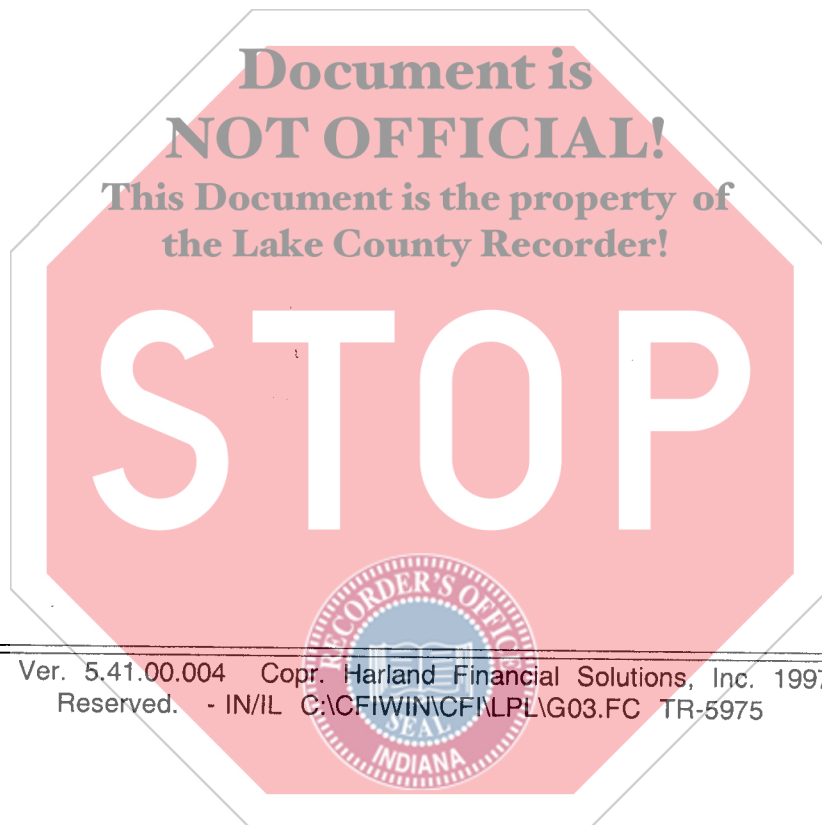 Document is
NOT OFFICIAL!
This Document is the property of
the Lake County Recorder!
STOP
RECORDER'S OFFICE
Ver. 5.41.00.004 Copr. Harland Financial Solutions, Inc. 1997
Reserved. - IN/IL C:\CFIWIN\CFI\LPL\G03.FC TR-5975
SEAL
INDIANA